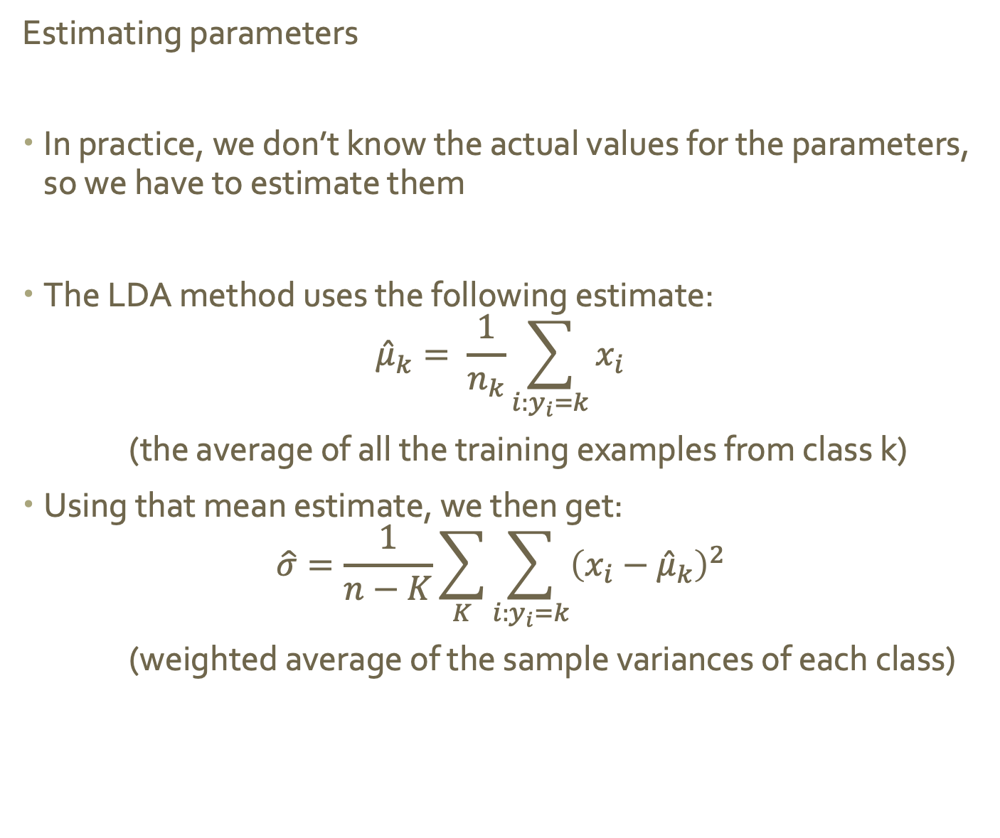 Estimating parameters
• In practice, we don’t know the actual values for the parameters,
so we have to estimate them
• The LDA method uses the following estimate:
$\hat{\mu}_k = \frac{1}{n_k} \sum_{i:y_i=k} x_i$
(the average of all the training examples from class k)
• Using that mean estimate, we then get:
$\hat{\sigma} = \frac{1}{n-K} \sum_{K} \sum_{i:y_i=k} (x_i - \hat{\mu}_k)^2$
(weighted average of the sample variances of each class)